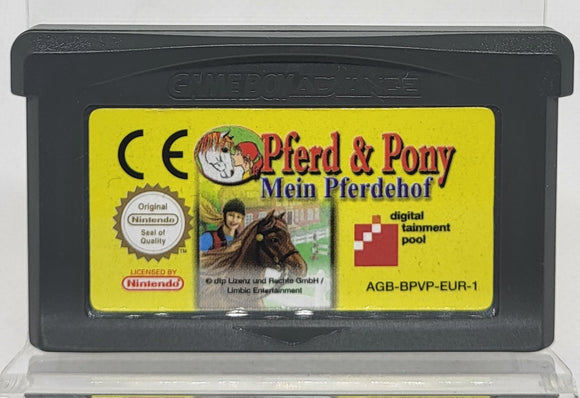 GAME BOY ADVANCE
CE
Pferd & Pony
Mein Pferdehof
Original
Nintendo
Seal of
Quality
TM
digital
tainment
pool
LICENSED BY
Nintendo
© dtp Lizenz und Rechte GmbH /
Limbic Entertainment
AGB-BPVP-EUR-1